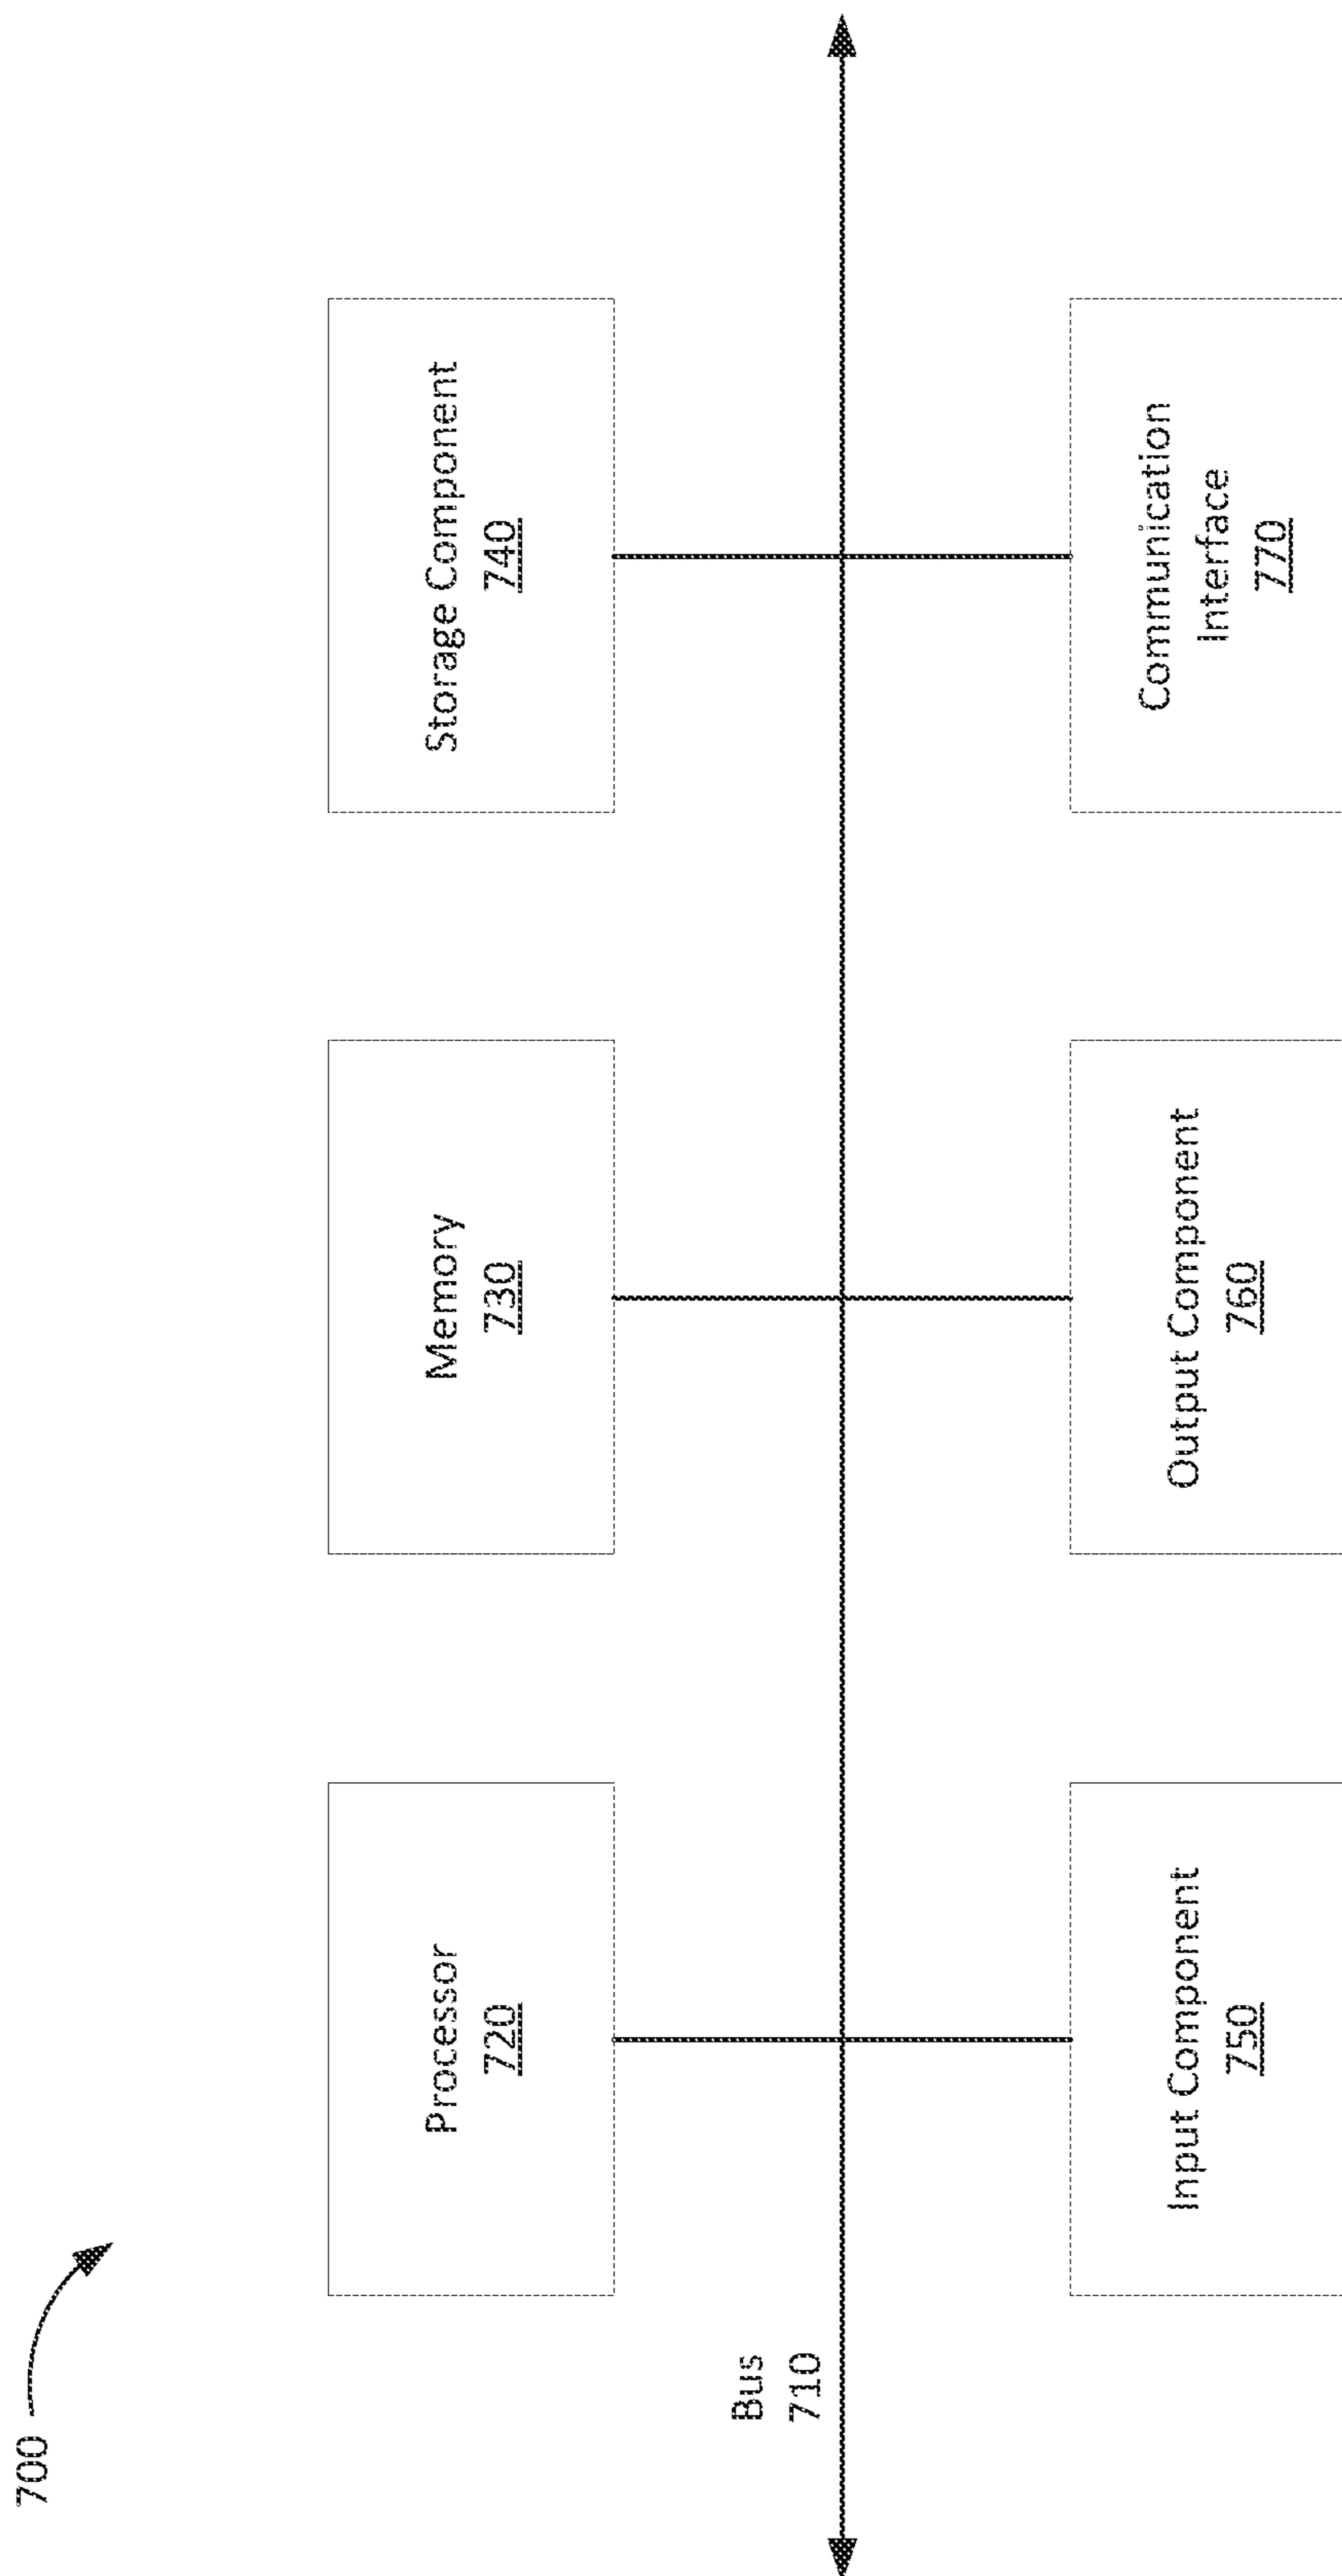 700
Processor
720
Memory
730
Storage Component
740
Bus
710
Input Component
750
Output Component
760
Communication
Interface
770